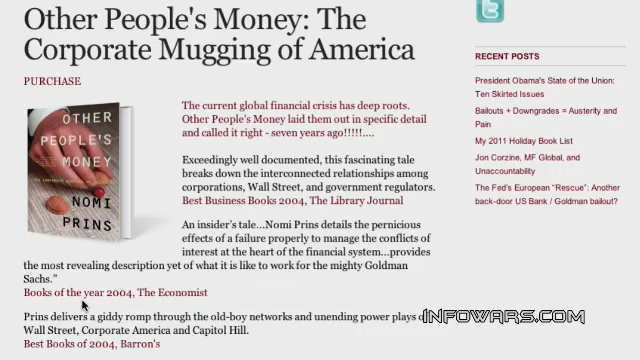 Other People's Money: The
Corporate Mugging of America
PURCHASE
OTHER
PEOPLE'S
MONEY
NOMI
PRINS
The current global financial crisis has deep roots.
Other People's Money laid them out in specific detail
and called it right - seven years ago!!!!!....
Exceedingly well documented, this fascinating tale
breaks down the interconnected relationships among
corporations, Wall Street, and government regulators.
Best Business Books 2004, The Library Journal
An insider's tale...Nomi Prins details the pernicious
effects of a failure properly to manage the conflicts of
interest at the heart of the financial system...provides
the most revealing description yet of what it is like to work for the mighty Goldman
Sachs."
Books of the year 2004, The Economist
Prins delivers a giddy romp through the old-boy networks and unending power plays
Wall Street, Corporate America and Capitol Hill.
Best Books of 2004, Barron's
t
RECENT POSTS
President Obama's State of the Union:
Ten Skirted Issues
Bailouts + Downgrades = Austerity and
Pain
My 2011 Holiday Book List
Jon Corzine, MF Global, and
Unaccountability
The Fed's European "Rescue": Another
back-door US Bank / Goldman bailout?
INFOWARS.COM